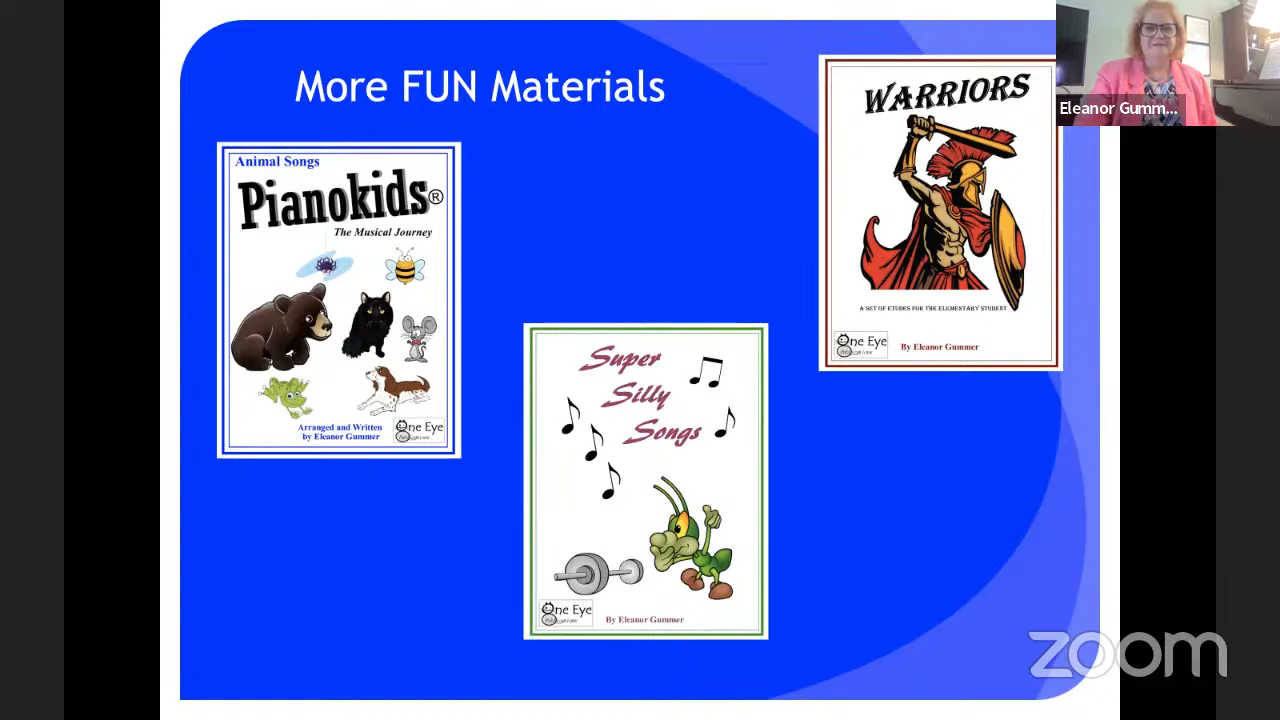 More FUN Materials
Animal Songs
Pianokids®
The Musical Journey
Arranged and Written
by Eleanor Gummer
One Eye
Super
Silly
Songs
One Eye
By Eleanor Gummer
WARRIORS
A SET OF ETUDES FOR THE ELEMENTARY STUDENT
One Eye
By Eleanor Gummer
Eleanor Gumm...
zoom